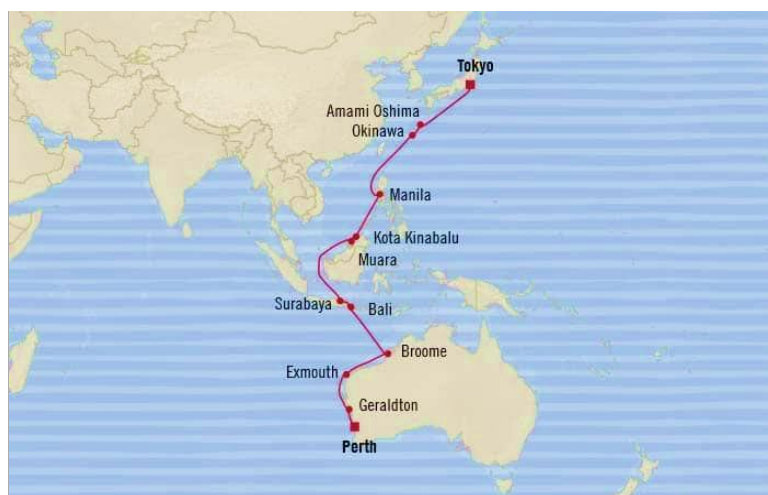 Tokyo
Amami Oshima
Okinawa
Manila
Kota Kinabalu
Muara
Surabaya
Bali
Broome
Exmouth
Geraldton
Perth